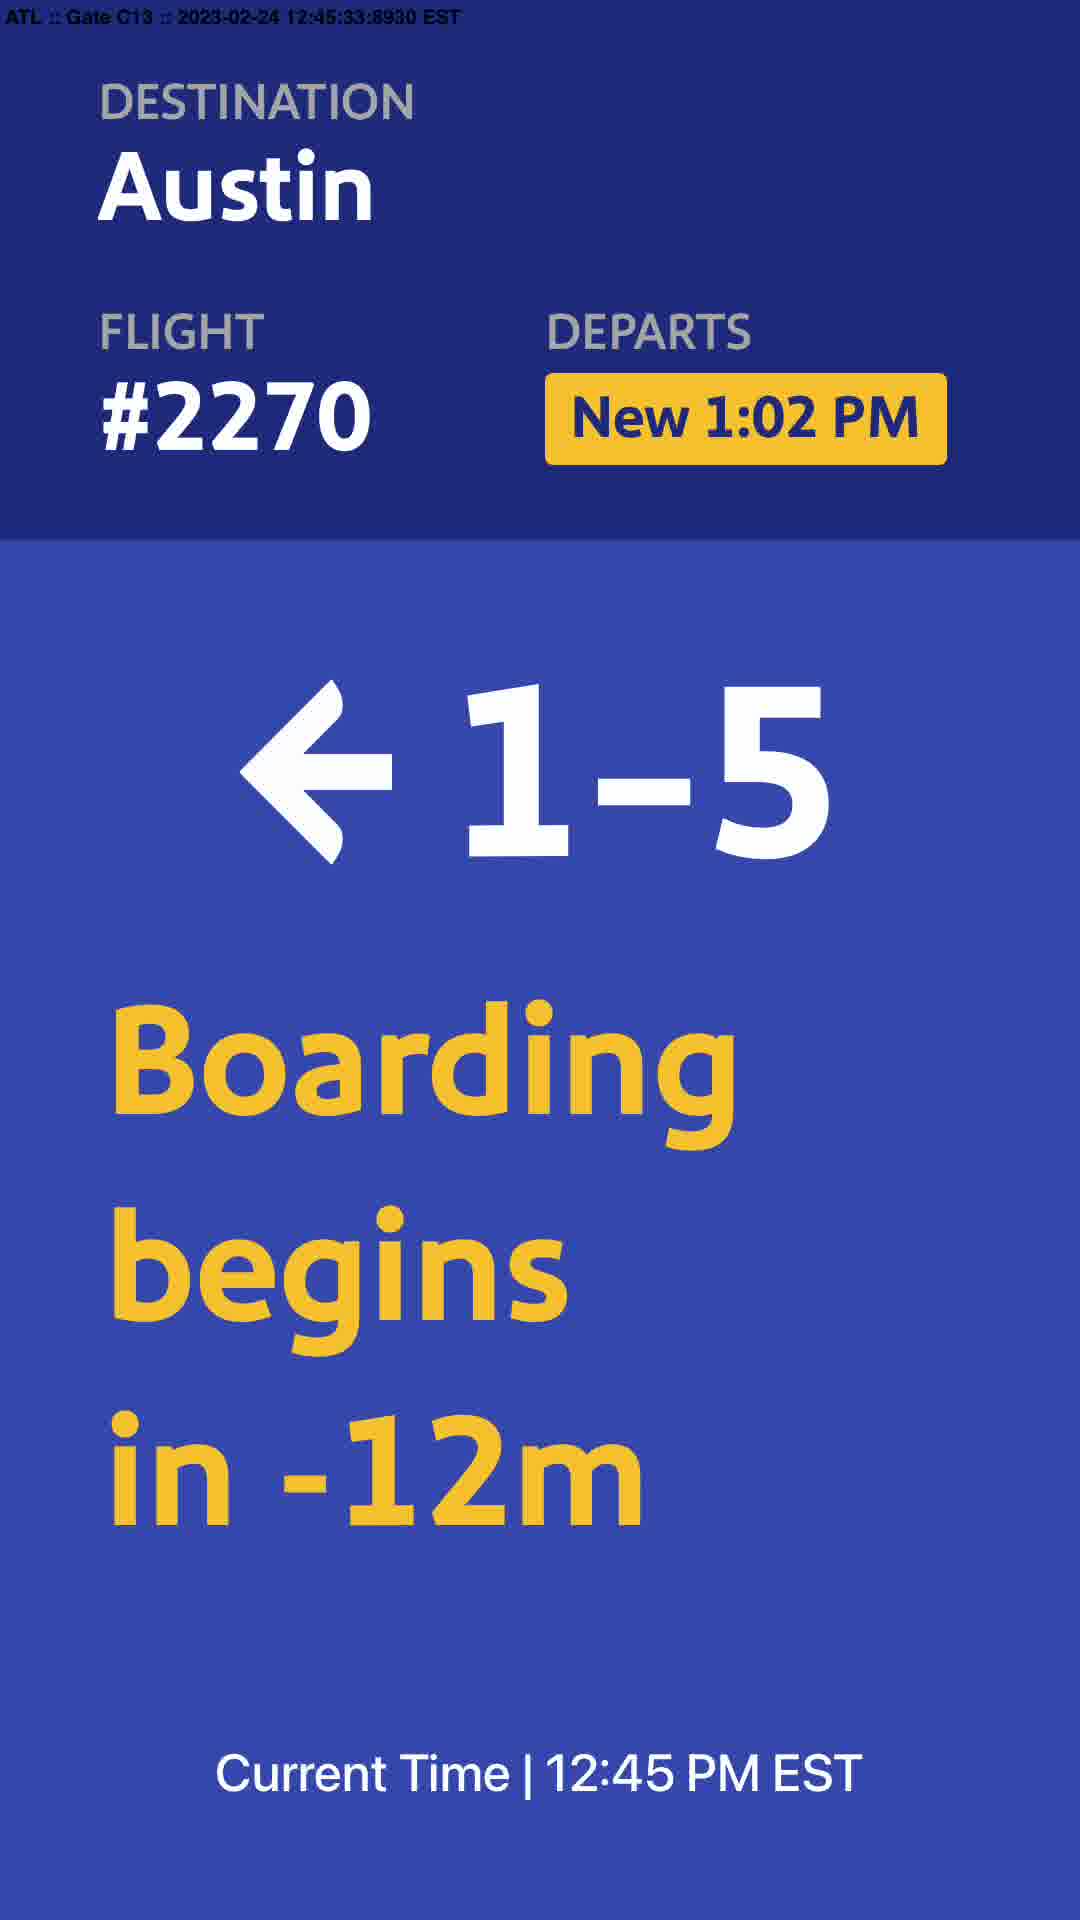 ATL :: Gate C13 :: 2023-02-24 12:45:33:8930 EST
DESTINATION
Austin
FLIGHT
#2270
DEPARTS
New 1:02 PM
← 1–5
Boarding
begins
in -12m
Current Time | 12:45 PM EST